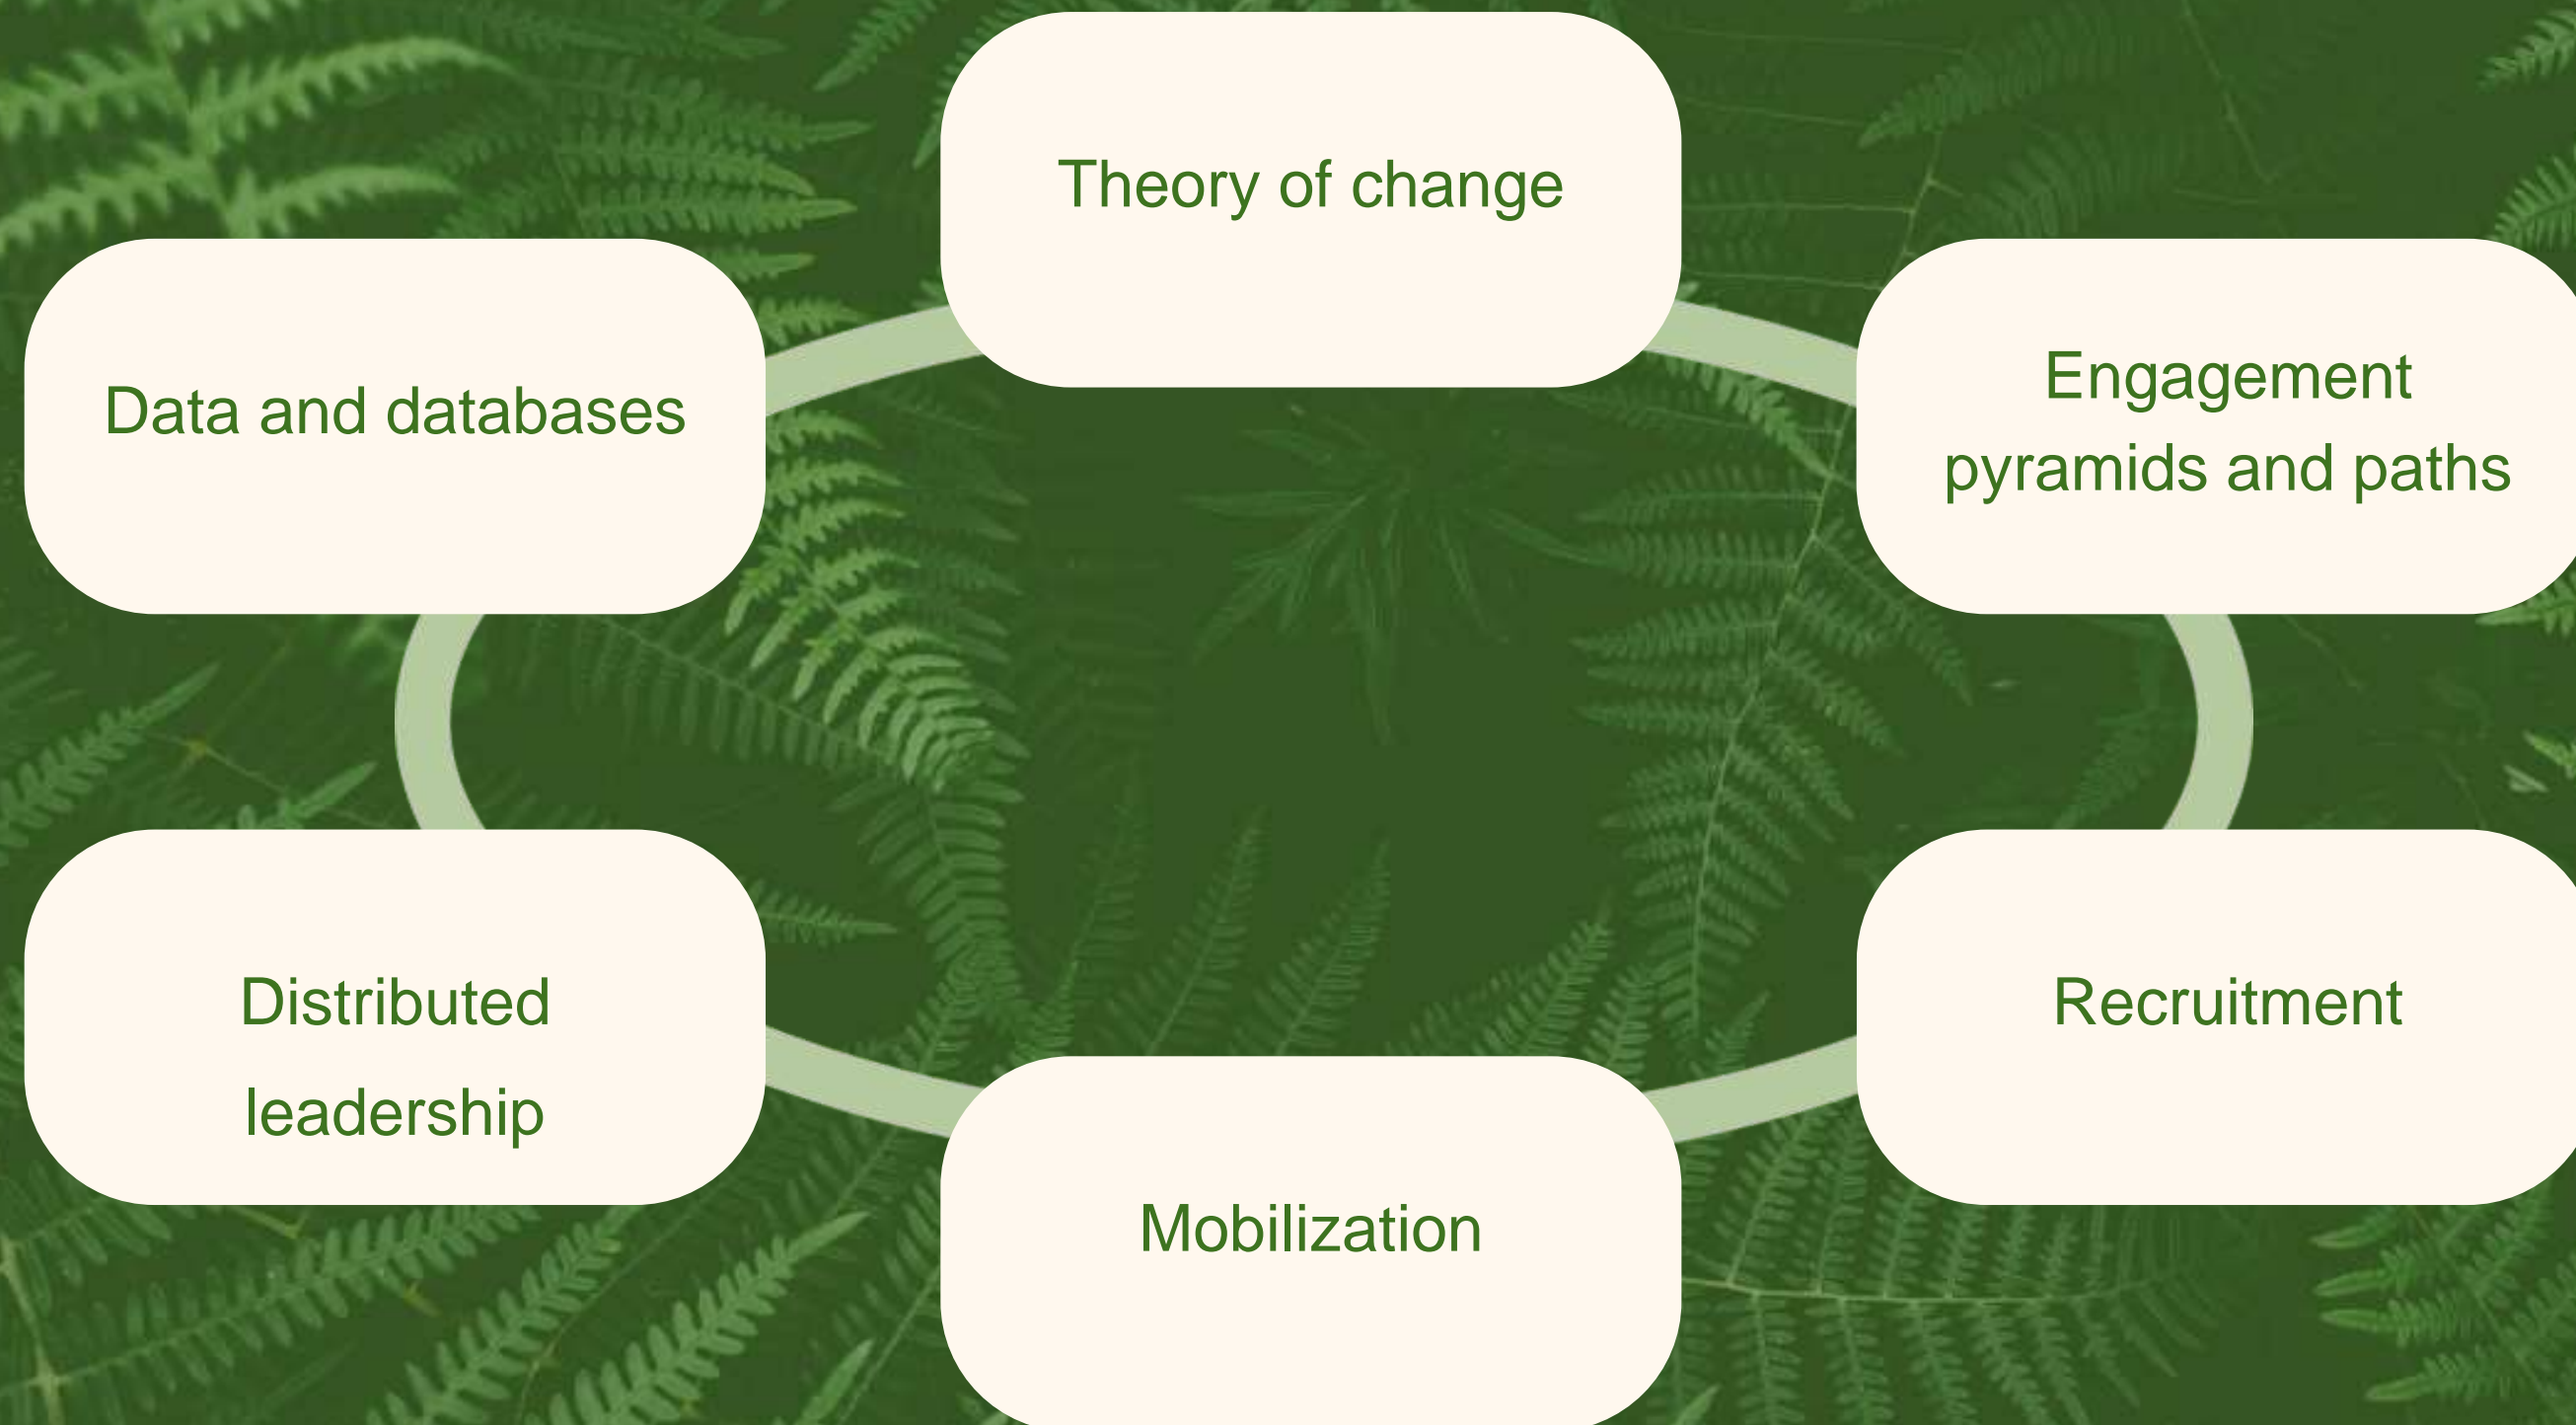 Theory of change
Engagement
pyramids and paths
Recruitment
Mobilization
Distributed
leadership
Data and databases